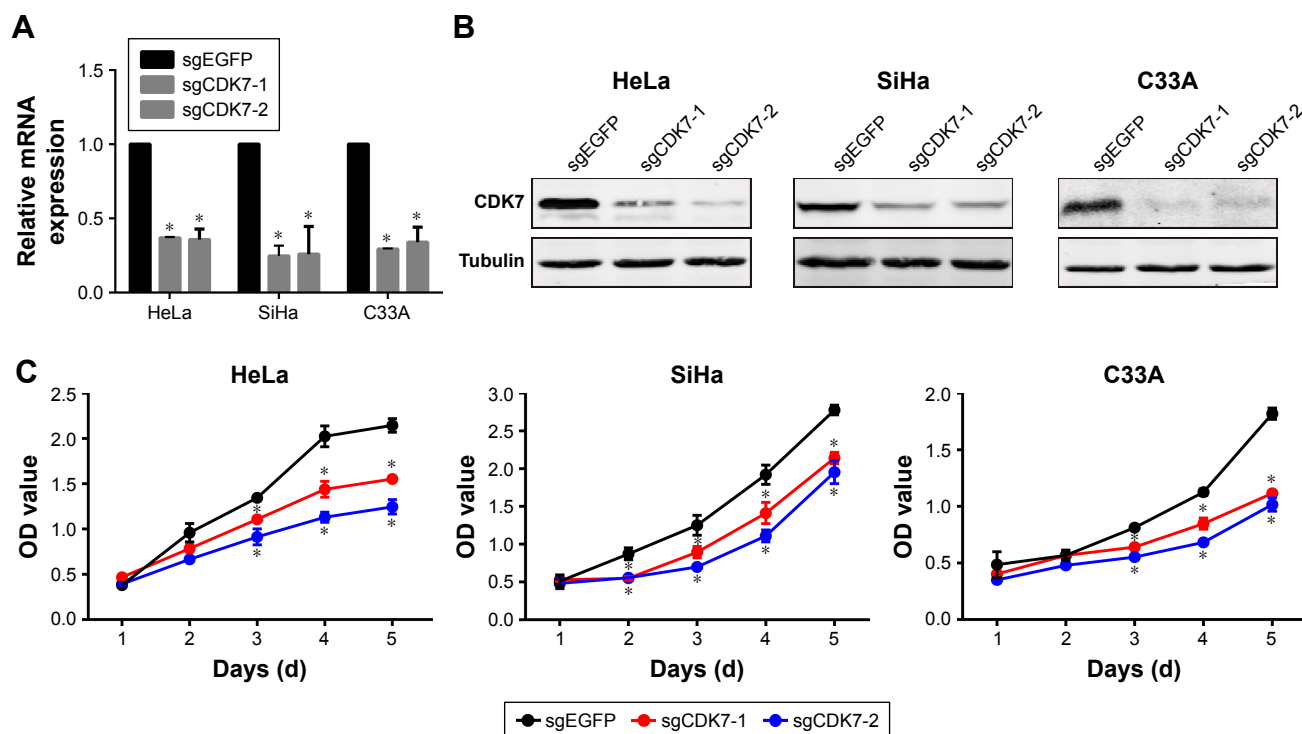 A
sgEGFP
sgCDK7-1
sgCDK7-2
Relative mRNA
expression
1.5
1.0
0.5
0.0
* * * * * *
HeLa SiHa C33A
B
HeLa SiHa C33A
sgEGFP sgCDK7-1 sgCDK7-2 sgEGFP sgCDK7-1 sgCDK7-2 sgEGFP sgCDK7-1 sgCDK7-2
CDK7
Tubulin
C
HeLa
OD value
2.5
2.0
1.5
1.0
0.5
0.0
* * * * * *
1 2 3 4 5
Days (d)
SiHa
OD value
3.0
2.5
2.0
1.5
1.0
0.5
0.0
* * * * * * * *
1 2 3 4 5
Days (d)
C33A
OD value
2.0
1.5
1.0
0.5
0.0
* * * * * *
1 2 3 4 5
Days (d)
sgEGFP sgCDK7-1 sgCDK7-2